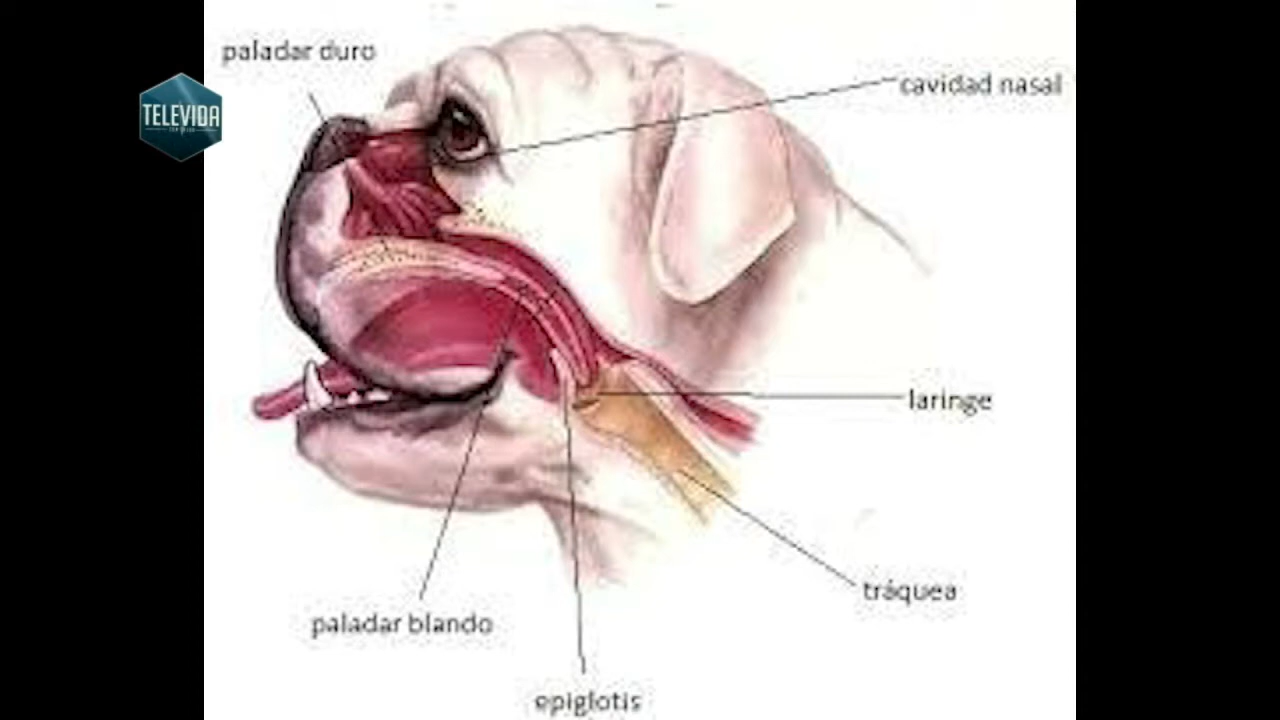 paladar duro
cavidad nasal
TELEVIDA
laringe
tráquea
paladar blando
epiglotis